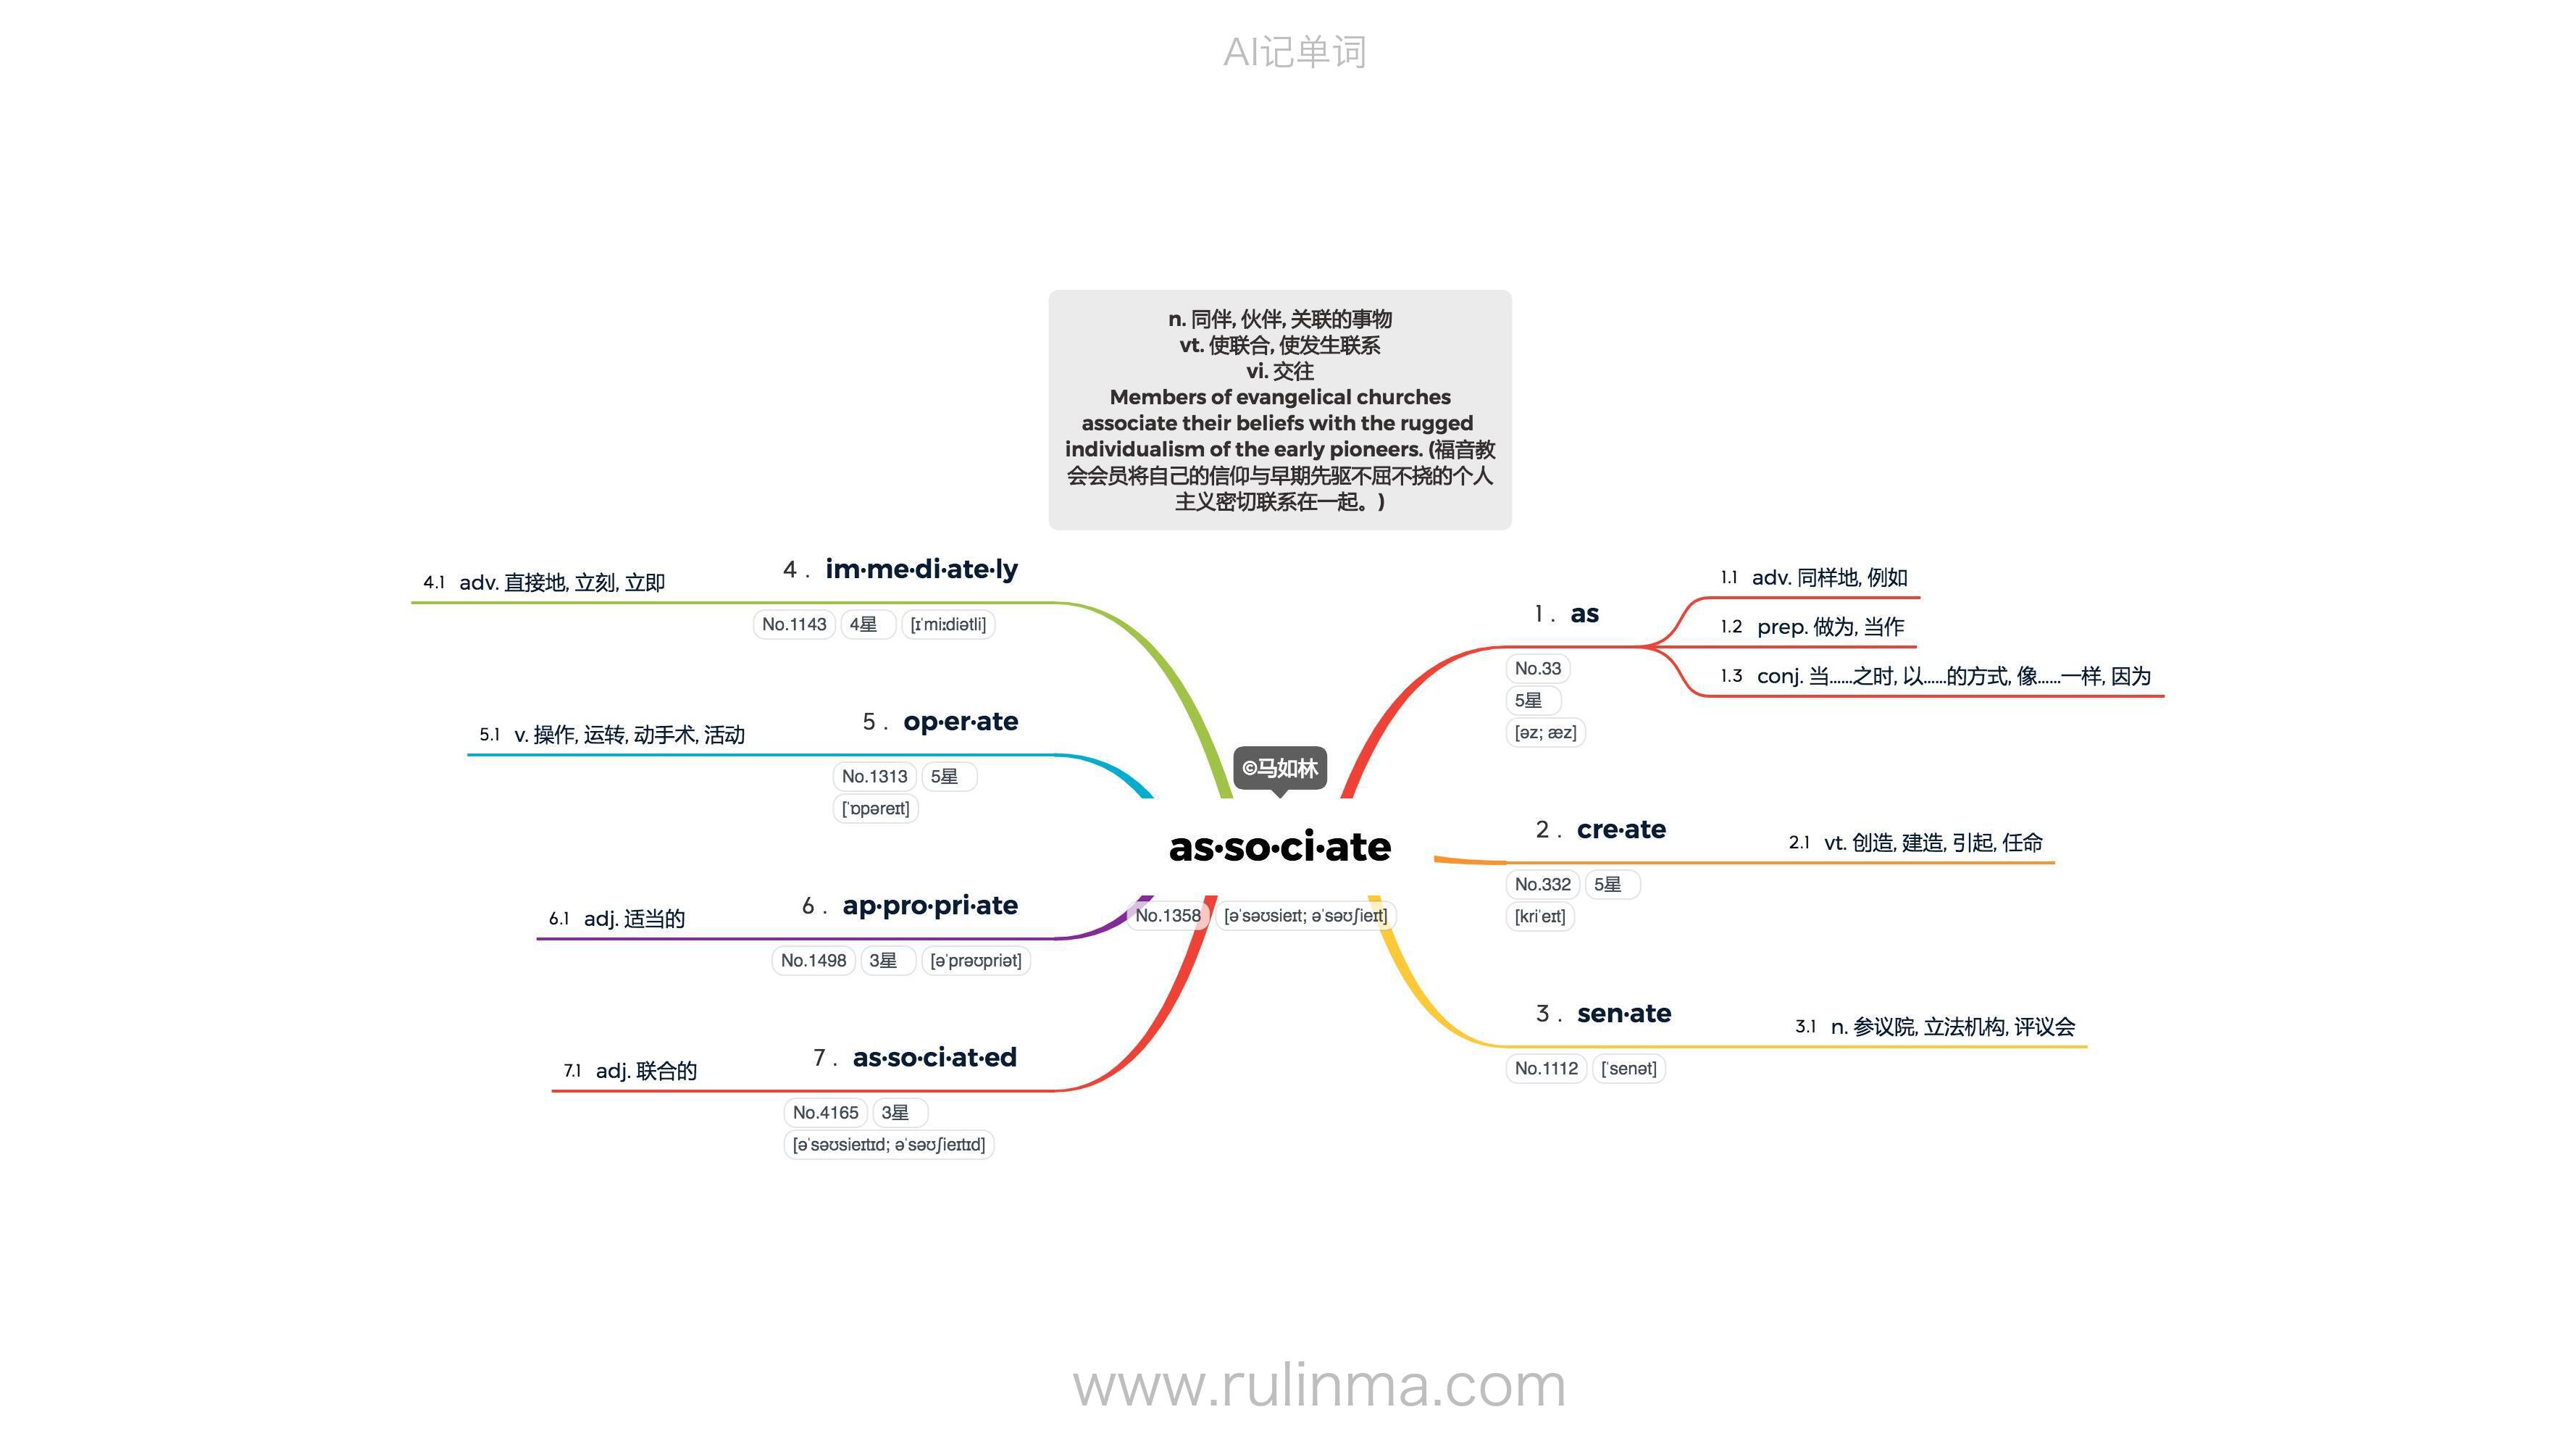 AI记单词
n. 同伴, 伙伴, 关联的事物
vt. 使联合, 使发生联系
vi. 交往
Members of evangelical churches
associate their beliefs with the rugged
individualism of the early pioneers. (福音教
会会员将自己的信仰与早期先驱不屈不挠的个人
主义密切联系在一起。)
©马如林
as·so·ci·ate
No.1358 [əˈsəʊsieɪt; əˈsəʊʃieɪt]
1 . as
No.33
5星
[əz; æz]
1.1 adv. 同样地, 例如
1.2 prep. 做为, 当作
1.3 conj. 当……之时, 以……的方式, 像……一样, 因为
2 . cre·ate
No.332 5星
[kriˈeɪt]
2.1 vt. 创造, 建造, 引起, 任命
3 . sen·ate
No.1112 [ˈsenət]
3.1 n. 参议院, 立法机构, 评议会
4 . im·me·di·ate·ly
No.1143 4星 [ɪˈmiːdiətli]
4.1 adv. 直接地, 立刻, 立即
5 . op·er·ate
No.1313 5星
[ˈɒpəreɪt]
5.1 v. 操作, 运转, 动手术, 活动
6 . ap·pro·pri·ate
No.1498 3星 [əˈprəʊpriət]
6.1 adj. 适当的
7 . as·so·ci·at·ed
No.4165 3星
[əˈsəʊsieɪtɪd; əˈsəʊʃieɪtɪd]
7.1 adj. 联合的
www.rulinma.com